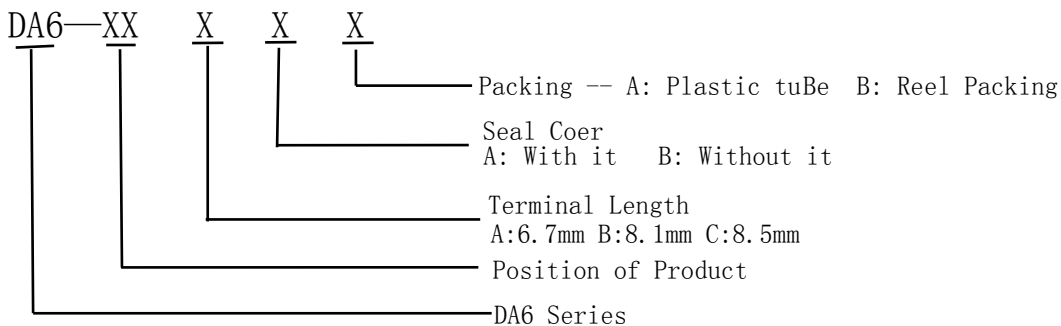 DA6—XX X X X
Packing -- A: Plastic tuBe B: Reel Packing
Seal Coer
A: With it B: Without it
Terminal Length
A:6.7mm B:8.1mm C:8.5mm
Position of Product
DA6 Series